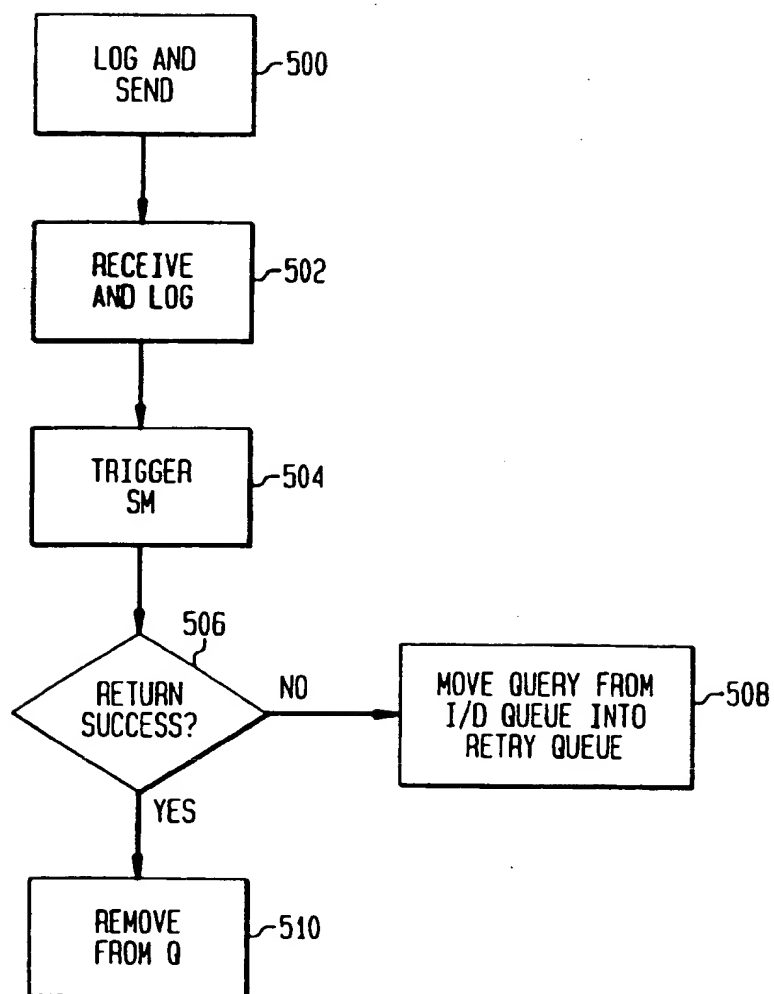 LOG AND
SEND
500
RECEIVE
AND LOG
502
TRIGGER
SM
504
506
RETURN
SUCCESS?
NO
MOVE QUERY FROM
I/D QUEUE INTO
RETRY QUEUE
508
YES
REMOVE
FROM Q
510